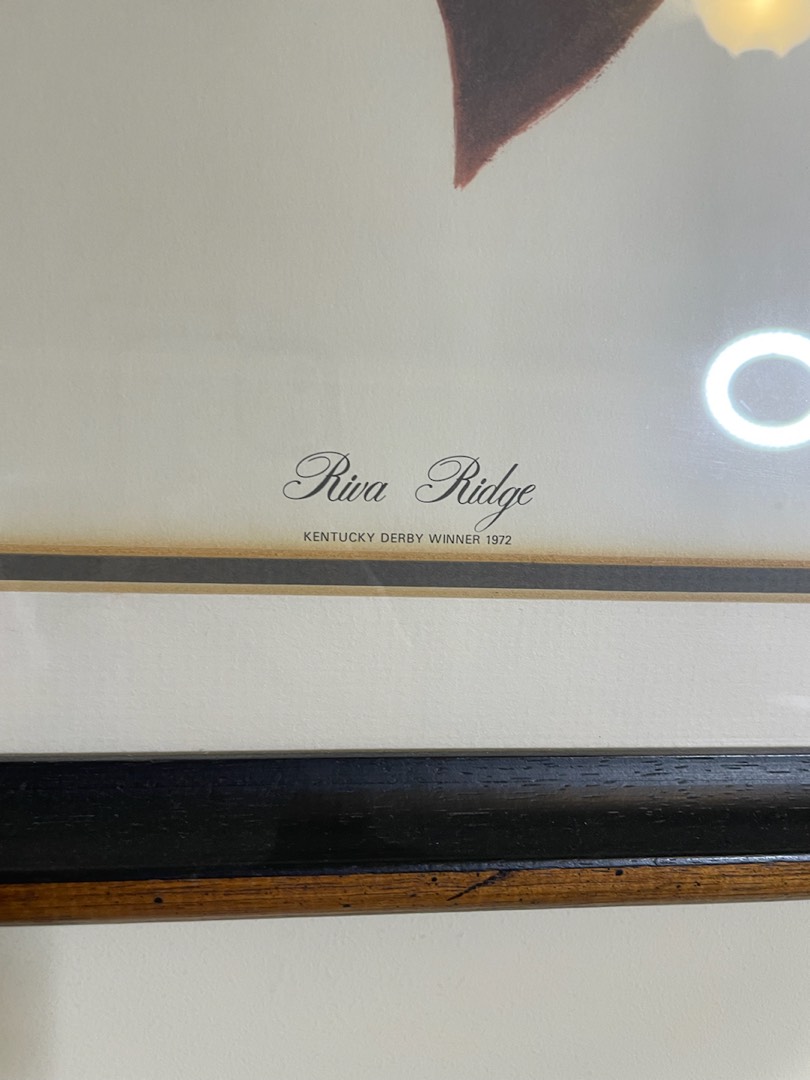 Riva Ridge
KENTUCKY DERBY WINNER 1972